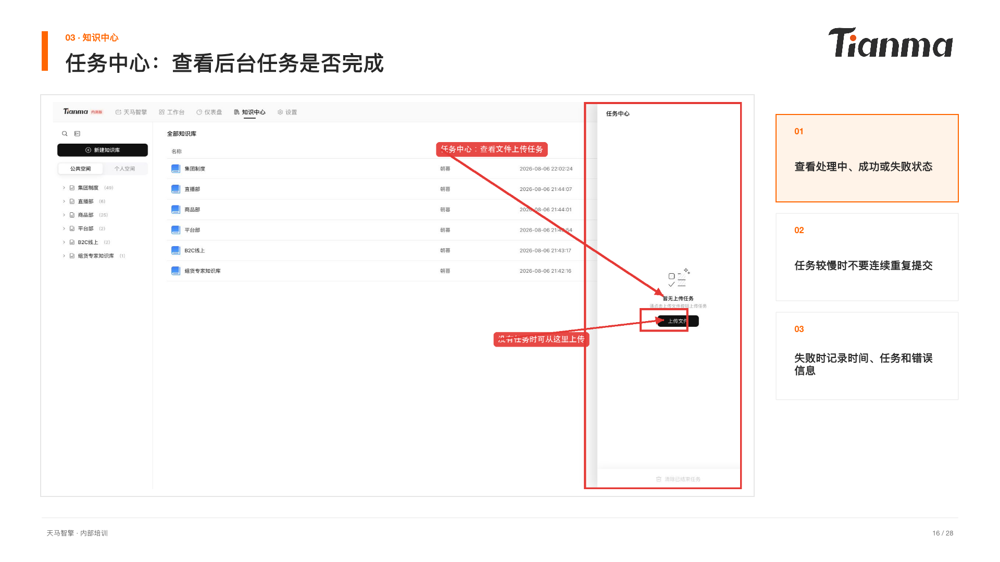 03 · 知识中心
任务中心：查看后台任务是否完成
Tianma
Tianma 内测版 天马智擎 工作台 仪表盘 知识中心 设置
新建知识库
公共空间 个人空间
集团制度 (49)
直播部 (6)
商品部 (25)
平台部 (2)
B2C线上 (2)
组货专家知识库 (1)
全部知识库
名称
集团制度 朝暮 2026-08-06 22:02:24
直播部 朝暮 2026-08-06 21:44:07
商品部 朝暮 2026-08-06 21:44:01
平台部 朝暮 2026-08-06 21:43:54
B2C线上 朝暮 2026-08-06 21:43:17
组货专家知识库 朝暮 2026-08-06 21:42:16
任务中心：查看文件上传任务
没有任务时可从这里上传
任务中心
暂无上传任务
请点击上传文件按钮上传任务
上传文件
清除已结束任务
01
查看处理中、成功或失败状态
02
任务较慢时不要连续重复提交
03
失败时记录时间、任务和错误
信息
天马智擎 · 内部培训
16 / 28